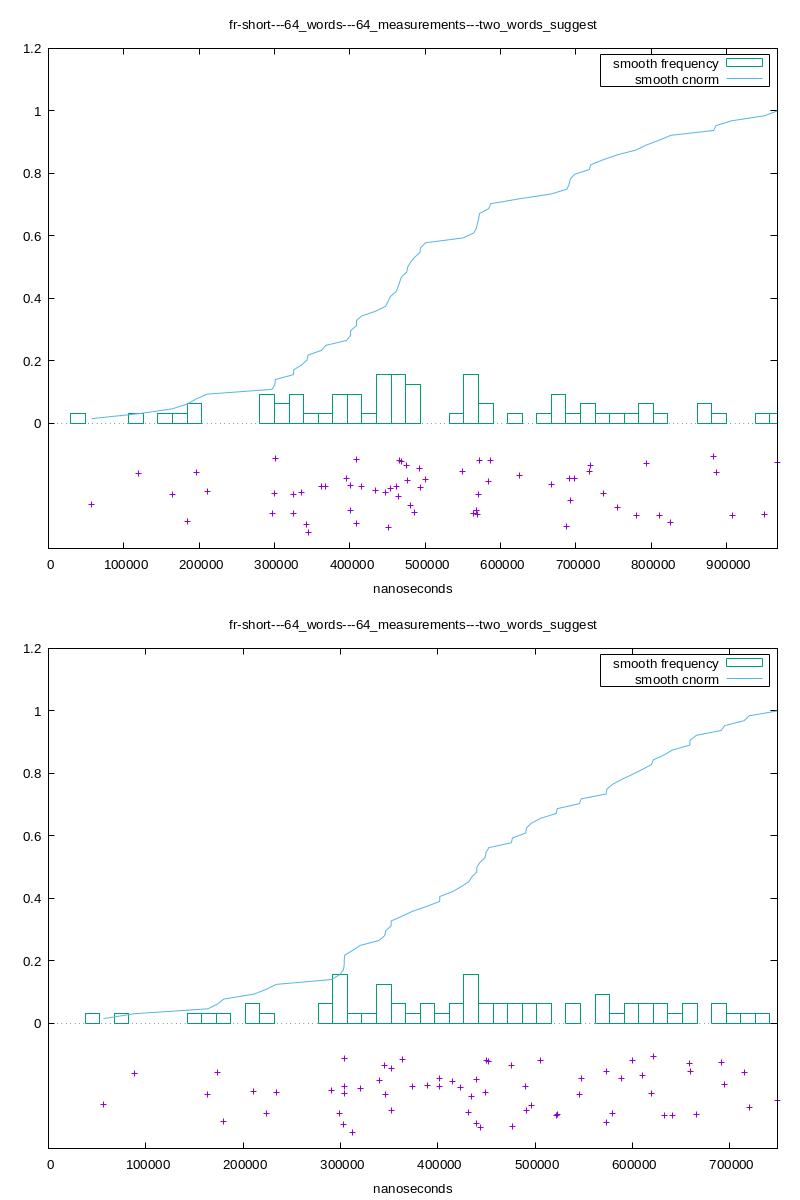 fr-short---64_words---64_measurements---two_words_suggest
1.2
smooth frequency
smooth cnorm
1
0.8
0.6
0.4
0.2
0
0 100000 200000 300000 400000 500000 600000 700000 800000 900000
nanoseconds
fr-short---64_words---64_measurements---two_words_suggest
1.2
smooth frequency
smooth cnorm
1
0.8
0.6
0.4
0.2
0
0 100000 200000 300000 400000 500000 600000 700000
nanoseconds